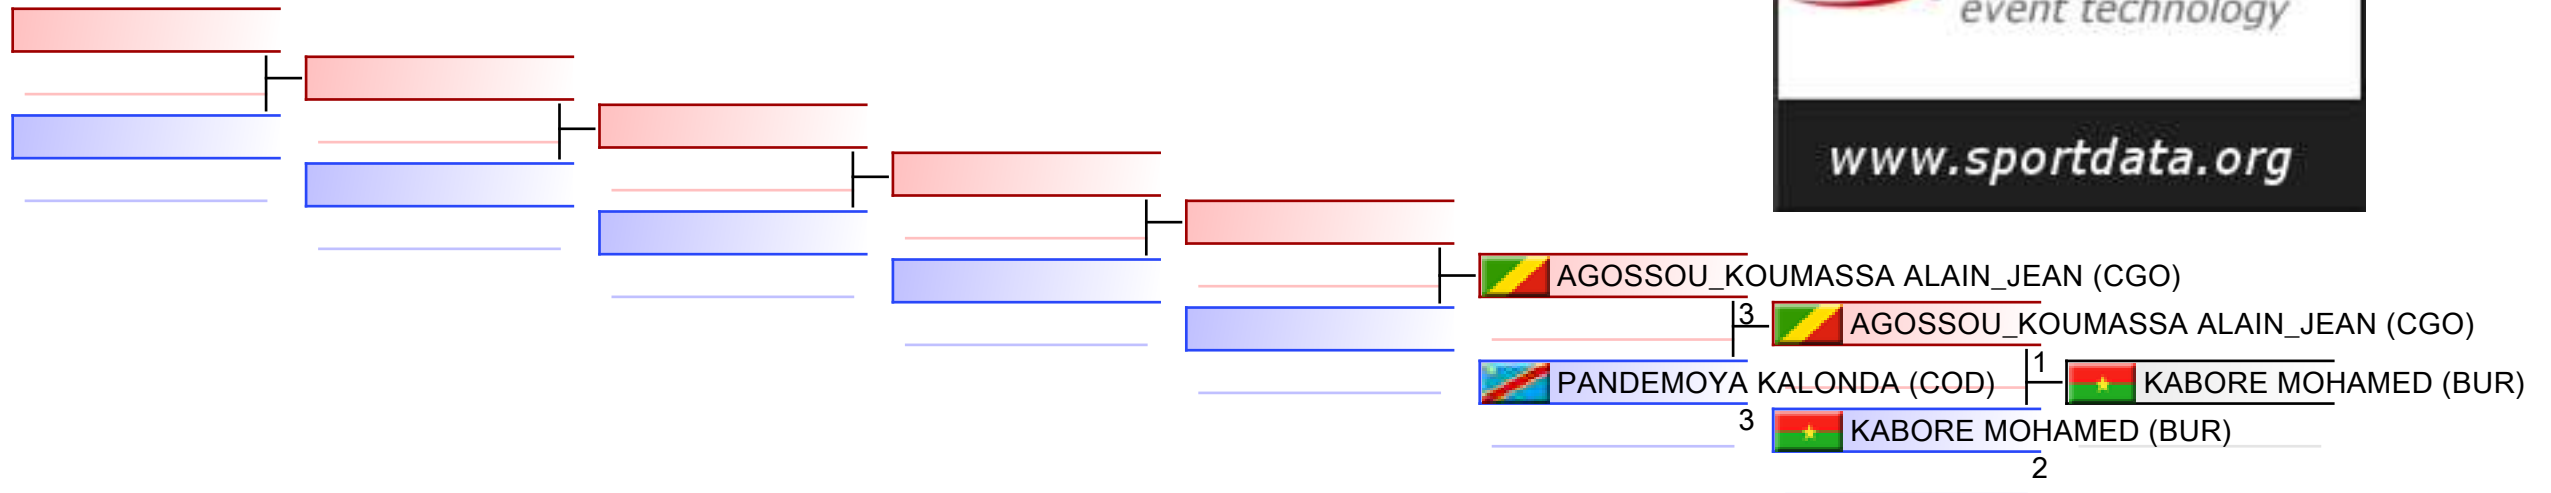 event technology
www.sportdata.org
AGOSSOU_KOUMASSA ALAIN_JEAN (CGO)
3
AGOSSOU_KOUMASSA ALAIN_JEAN (CGO)
1
PANDEMOYA KALONDA (COD)
KABORE MOHAMED (BUR)
3
KABORE MOHAMED (BUR)
2